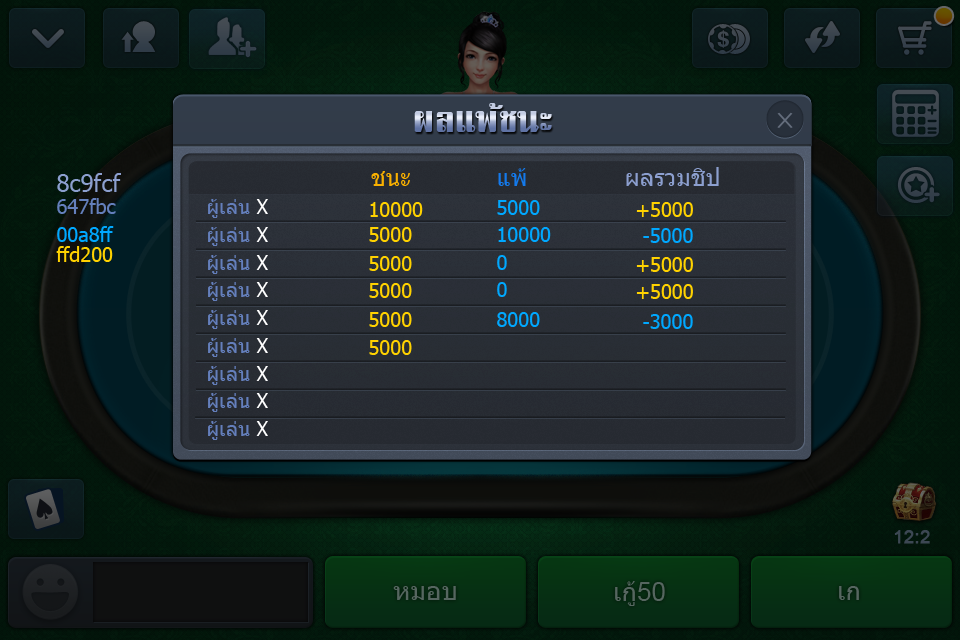 ผลแพ้ชนะ
8c9fcf
647fbc
00a8ff
ffd200
ชนะ แพ้ ผลรวมชิป
ผู้เล่น X 10000 5000 +5000
ผู้เล่น X 5000 10000 -5000
ผู้เล่น X 5000 0 +5000
ผู้เล่น X 5000 0 +5000
ผู้เล่น X 5000 8000 -3000
ผู้เล่น X 5000
ผู้เล่น X
ผู้เล่น X
ผู้เล่น X
12:2
หมอบ เกู้50 เก